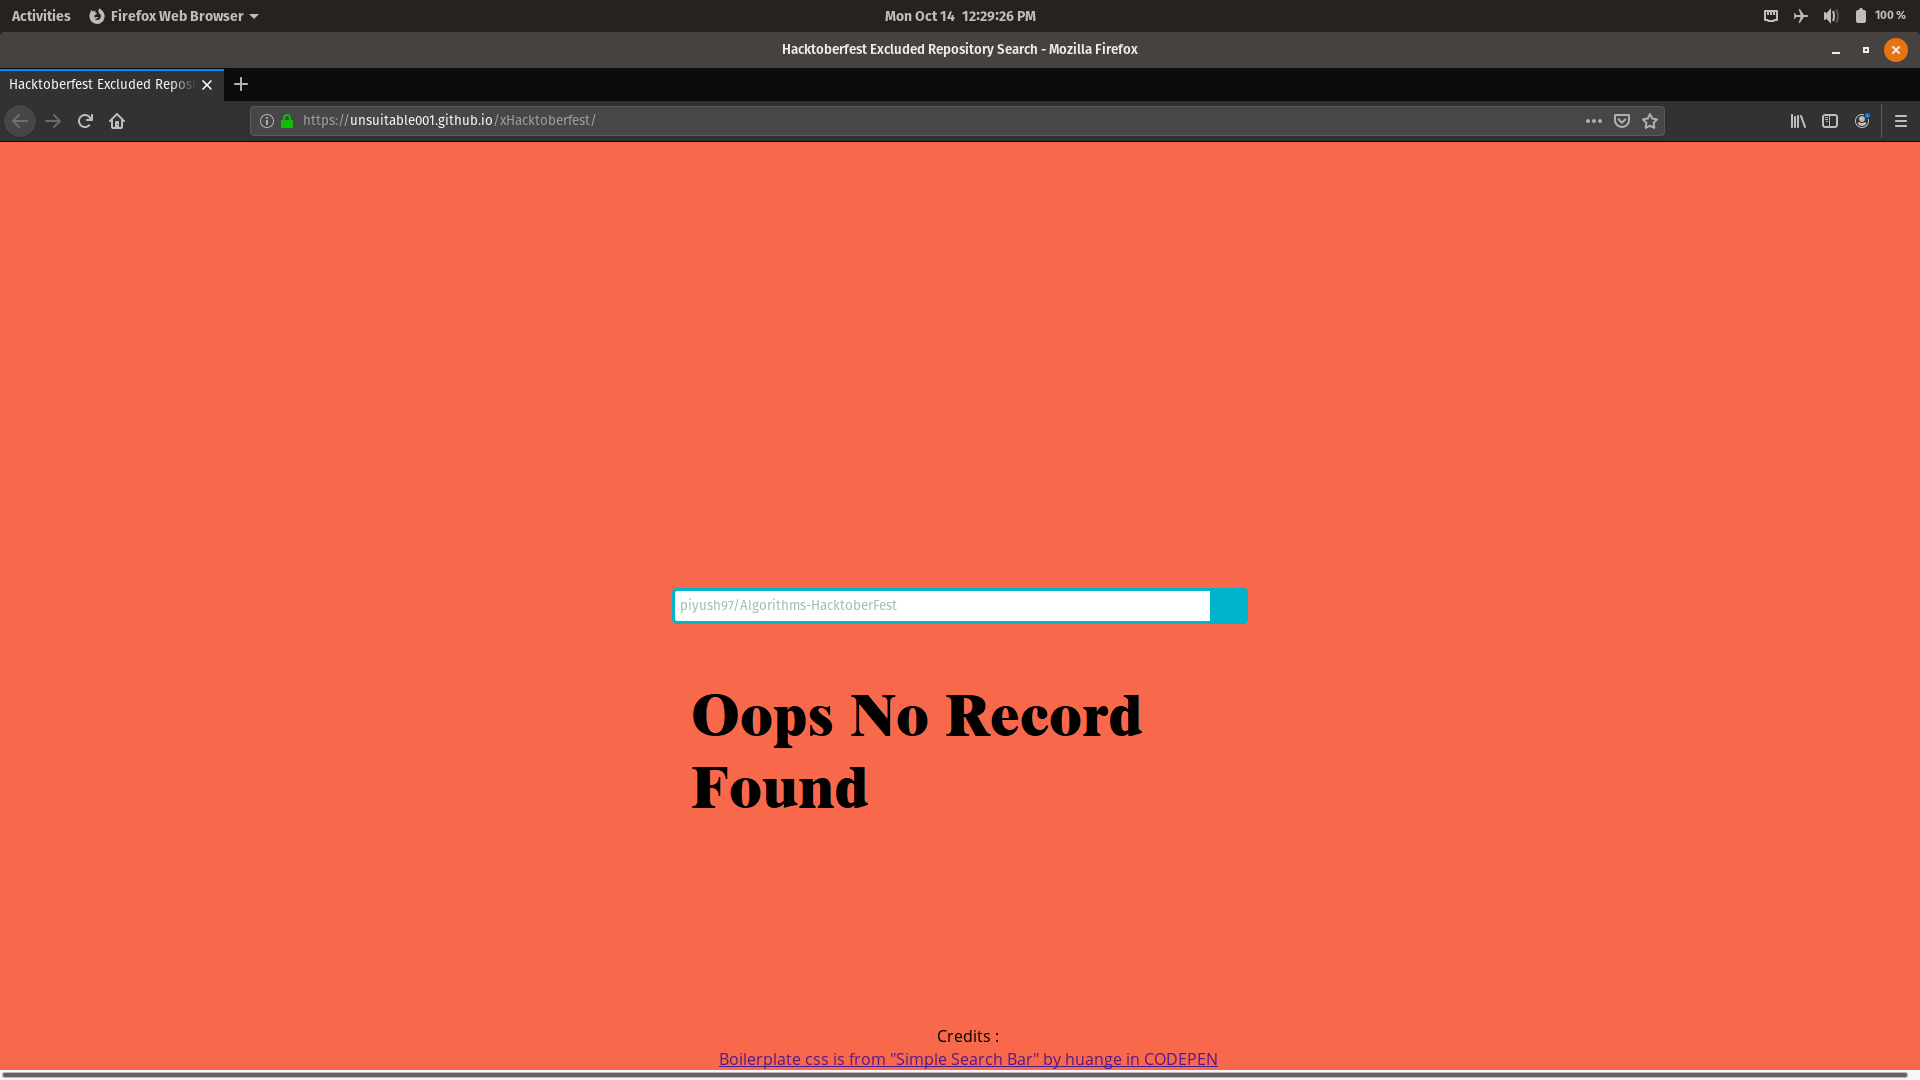 Activities
Firefox Web Browser
Mon Oct 14 12:29:26 PM
100 %
Hacktoberfest Excluded Repository Search - Mozilla Firefox
Hacktoberfest Excluded Reposi
https://unsuitable001.github.io/xHacktoberfest/
piyush97/Algorithms-HacktoberFest
Oops No Record
Found
Credits :
Boilerplate css is from "Simple Search Bar" by huange in CODEPEN